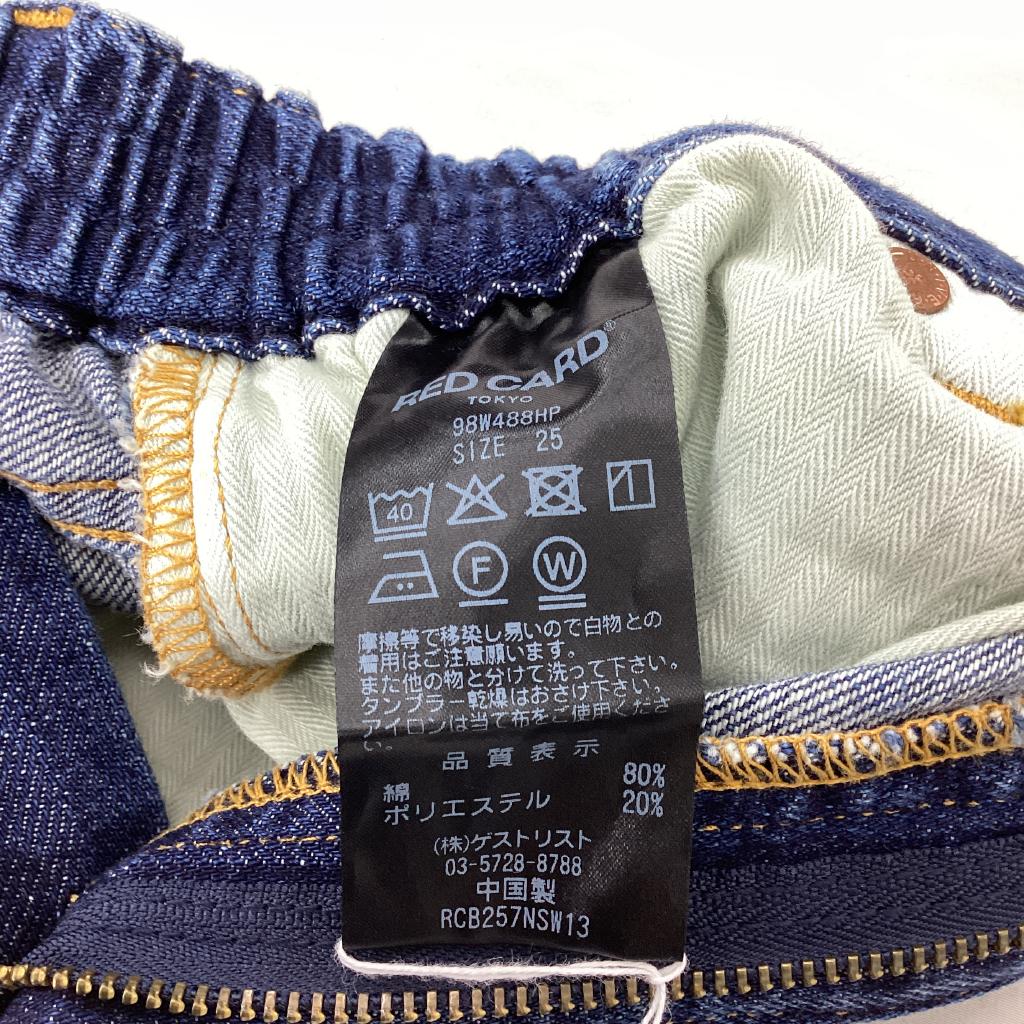 RED CARD®
TOKYO
98W488HP
SIZE 25
40
F W
摩擦等で移染し易いので白物との
着用はご注意願います。
また他の物と分けて洗って下さい。
タンブラー乾燥はおさけ下さい。
アイロンは当て布をご使用くださ
い。
品質表示
綿 80%
ポリエステル 20%
(株)ゲストリスト
03-5728-8788
中国製
RCB257NSW13